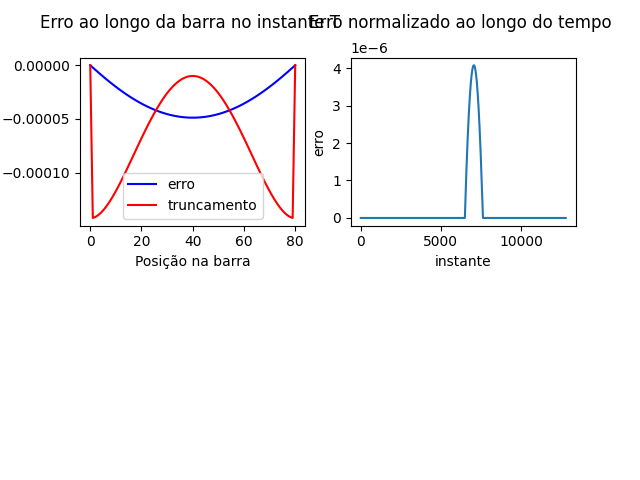 Erro ao longo da barra no instante T
Erro normalizado ao longo do tempo
0.00000
−0.00005
−0.00010
erro
truncamento
0
20
40
60
80
Posição na barra
1e−6
4
3
2
1
0
erro
0
5000
10000
instante